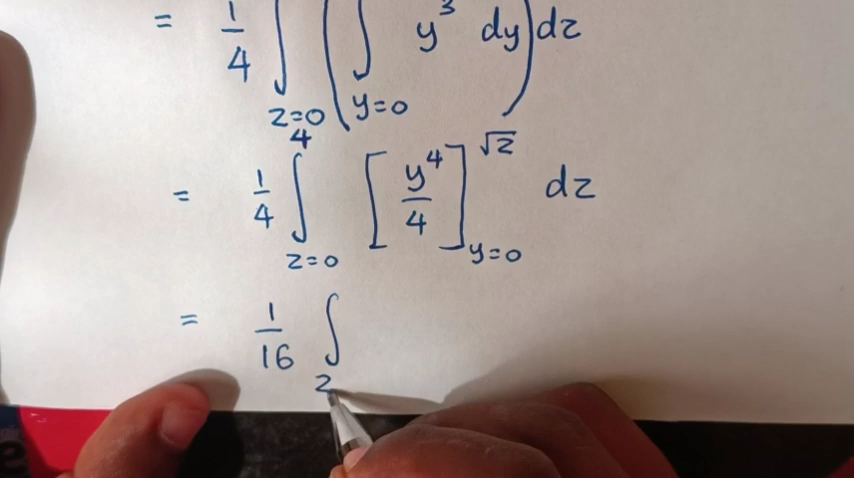 = 1/4 ∫ z=0 ( ∫ y=0 y³ dy ) dz
= 1/4 ∫ z=0 4 [ y⁴/4 ] y=0 √z dz
= 1/16 ∫ z